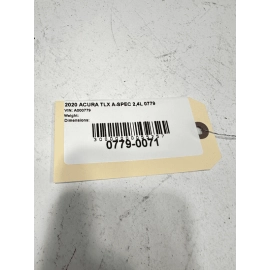 2020 ACURA TLX A-SPEC 2.4L 0779
VIN: A000779
Weight:
Dimensions:
0779-0071